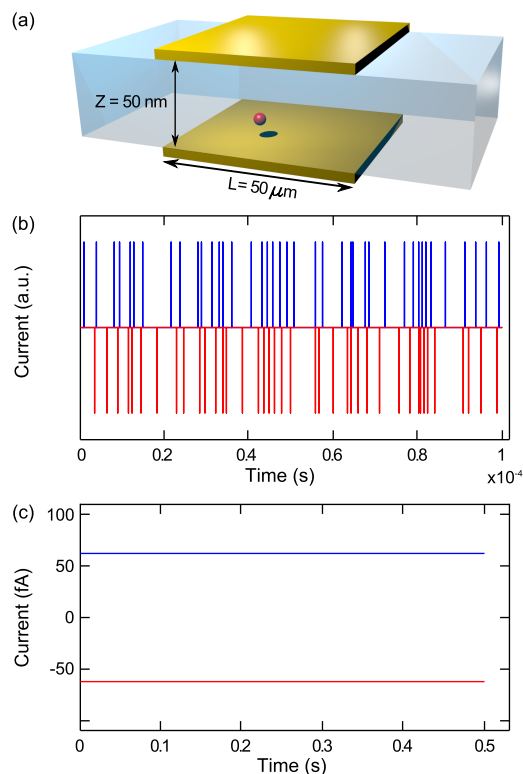 (a)
Z = 50 nm
L= 50 μm
(b)
Current (a.u.)
0 0.2 0.4 0.6 0.8 1
Time (s)
x10⁻⁴
(c)
Current (fA)
100
50
0
-50
0 0.1 0.2 0.3 0.4 0.5
Time (s)